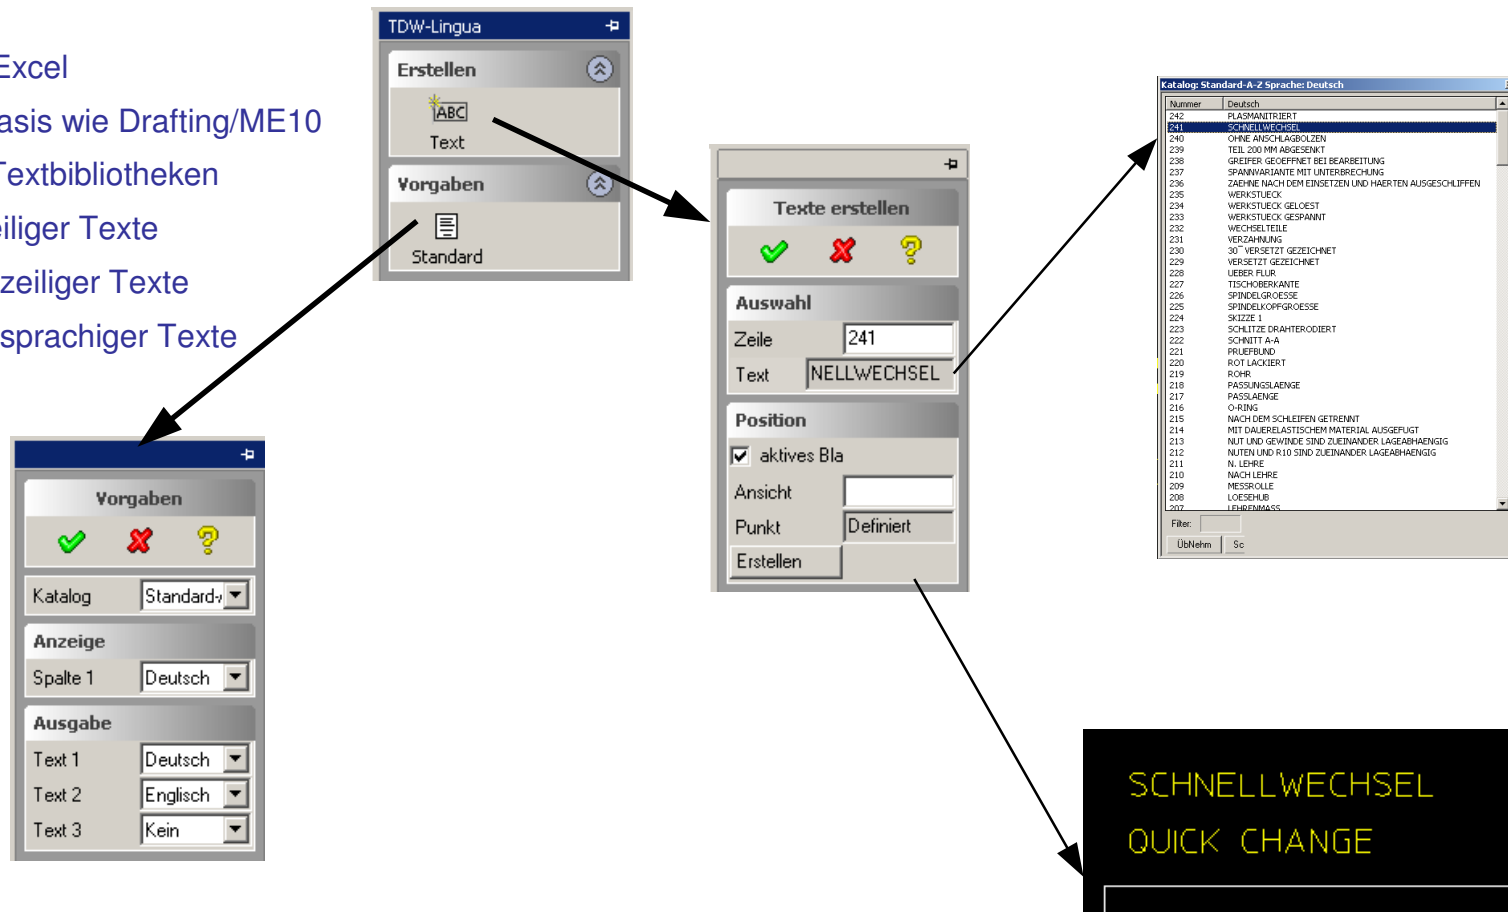 Excel
asis wie Drafting/ME10
Textbibliotheken
eiliger Texte
zeiliger Texte
sprachiger Texte
TDW-Lingua
Erstellen
ABC
Text
Vorgaben
Standard
Vorgaben
Katalog Standard-
Anzeige
Spalte 1 Deutsch
Ausgabe
Text 1 Deutsch
Text 2 Englisch
Text 3 Kein
Texte erstellen
Auswahl
Zeile 241
Text NELLWECHSEL
Position
aktives Bla
Ansicht
Punkt Definiert
Erstellen
Katalog: Standard-A-Z Sprache: Deutsch
Nummer Deutsch
242 PLASMANITRIERT
241 SCHNELLWECHSEL
240 OHNE ANSCHLAGBOLZEN
239 TEIL 200 MM ABGESENKT
238 GREIFER GEOEFFNET BEI BEARBEITUNG
237 SPANNVARIANTE MIT UNTERBRECHUNG
236 ZAEHNE NACH DEM EINSETZEN UND HAERTEN AUSGESCHLIFFEN
235 WERKSTUECK
234 WERKSTUECK GELOEST
233 WERKSTUECK GESPANNT
232 WECHSELTEILE
231 VERZAHNUNG
230 30¯ VERSETZT GEZEICHNET
229 VERSETZT GEZEICHNET
228 UEBER FLUR
227 TISCHOBERKANTE
226 SPINDELGROESSE
225 SPINDELKOPFGROESSE
224 SKIZZE 1
223 SCHLITZE DRAHTERODIERT
222 SCHNITT A-A
221 PRUEFBUND
220 ROT LACKIERT
219 ROHR
218 PASSUNGSLAENGE
217 PASSLAENGE
216 O-RING
215 NACH DEM SCHLEIFEN GETRENNT
214 MIT DAUERELASTISCHEM MATERIAL AUSGEFUGT
213 NUT UND GEWINDE SIND ZUEINANDER LAGEABHAENGIG
212 NUTEN UND R10 SIND ZUEINANDER LAGEABHAENGIG
211 N. LEHRE
210 NACH LEHRE
209 MESSROLLE
208 LOESEHUB
207 LEHRENMASS
Filter:
ÜbNehm Sc
SCHNELLWECHSEL
QUICK CHANGE